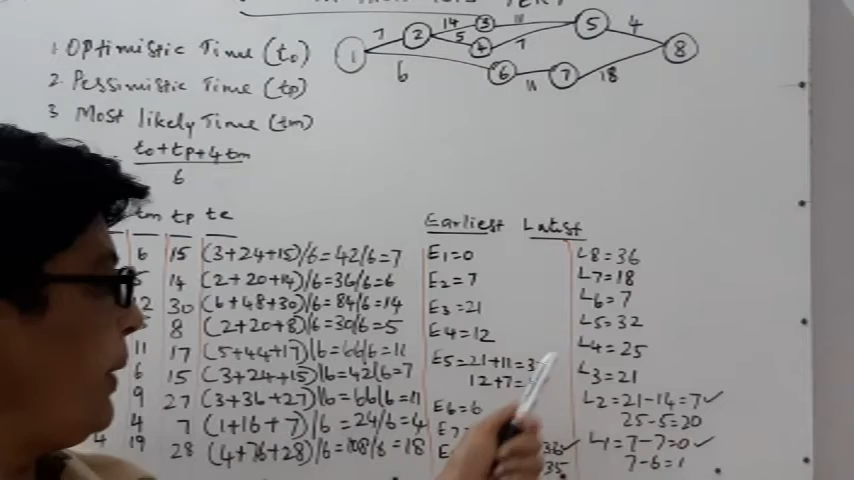 1. Optimistic Time (to)
2. Pessimistic Time (tp)
3 Most likely Time (tm)
to+tp+4tm
6
1 7 2 14 3 11 5 4 8
5 4 7
6 6 11 7 18
tm tp te
6 15 (3+24+15)/6=42/6=7
5 14 (2+20+14)/6=36/6=6
12 30 (6+48+30)/6=84/6=14
5 8 (2+20+8)/6=30/6=5
11 17 (5+44+17)/6=66/6=11
6 15 (3+24+15)/6=42/6=7
9 27 (3+36+27)/6=66/6=11
4 7 (1+16+7)/6=24/6=4
4 19 28 (4+76+28)/6=108/6=18
Earliest Latest
E1=0
E2=7
E3=21
E4=12
E5=21+11=3
12+7=
E6=6
E7=
E
36✓
35
L8=36
L7=18
L6=7
L5=32
L4=25
L3=21
L2=21-14=7✓
25-5=20
L1=7-7=0✓
7-6=1